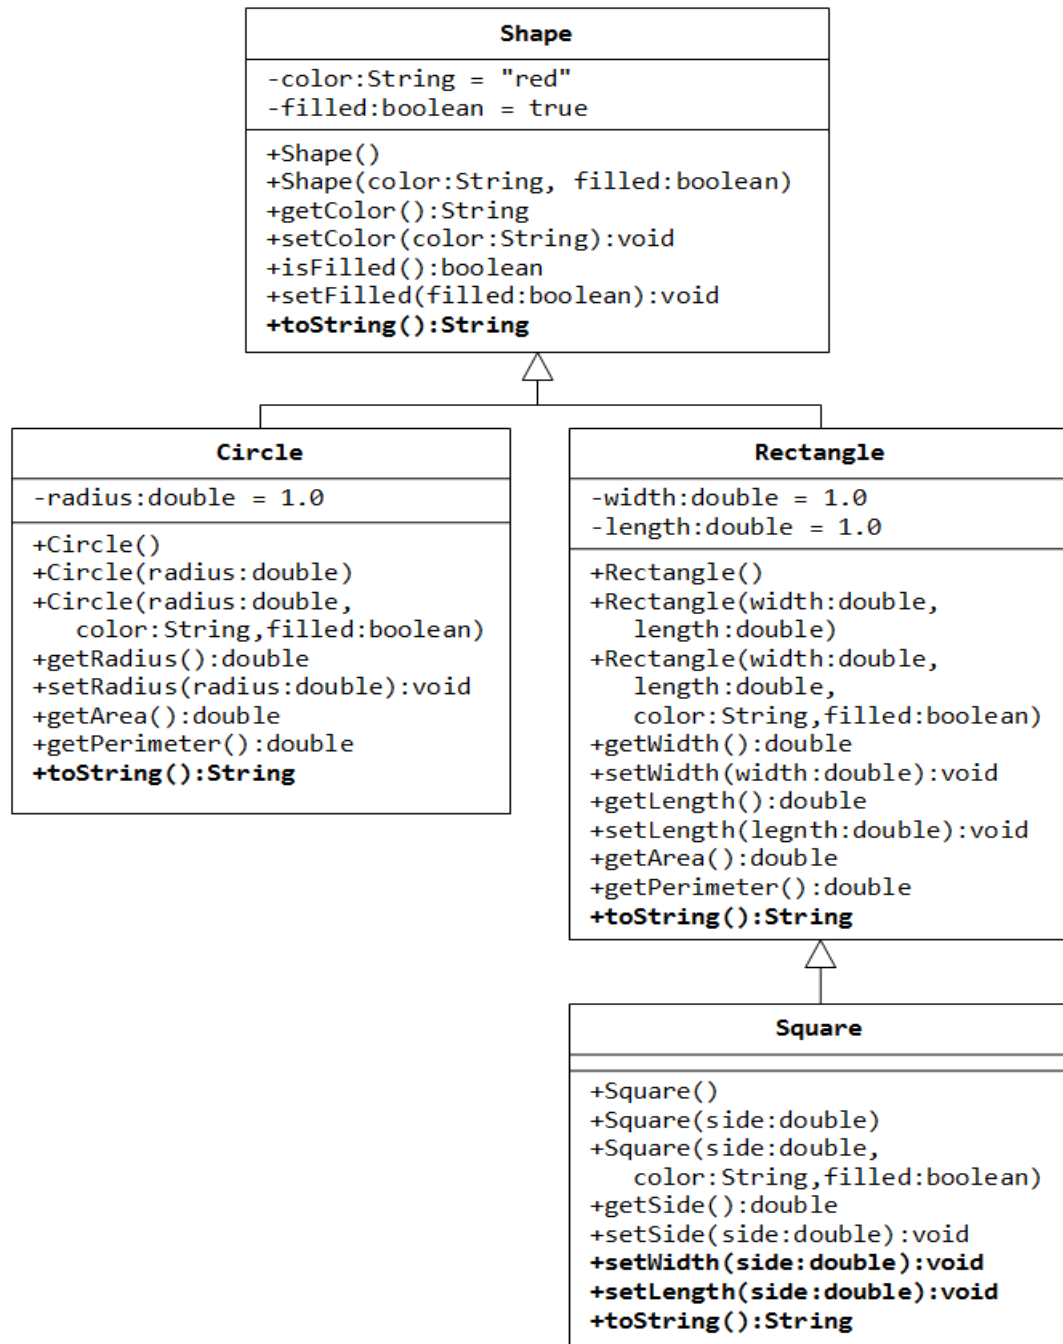 Shape
-color:String = "red"
-filled:boolean = true
+Shape()
+Shape(color:String, filled:boolean)
+getColor():String
+setColor(color:String):void
+isFilled():boolean
+setFilled(filled:boolean):void
+toString():String
Circle
-radius:double = 1.0
+Circle()
+Circle(radius:double)
+Circle(radius:double,
color:String,filled:boolean)
+getRadius():double
+setRadius(radius:double):void
+getArea():double
+getPerimeter():double
+toString():String
Rectangle
-width:double = 1.0
-length:double = 1.0
+Rectangle()
+Rectangle(width:double,
length:double)
+Rectangle(width:double,
length:double,
color:String,filled:boolean)
+getWidth():double
+setWidth(width:double):void
+getLength():double
+setLength(legnth:double):void
+getArea():double
+getPerimeter():double
+toString():String
Square
+Square()
+Square(side:double)
+Square(side:double,
color:String,filled:boolean)
+getSide():double
+setSide(side:double):void
+setWidth(side:double):void
+setLength(side:double):void
+toString():String